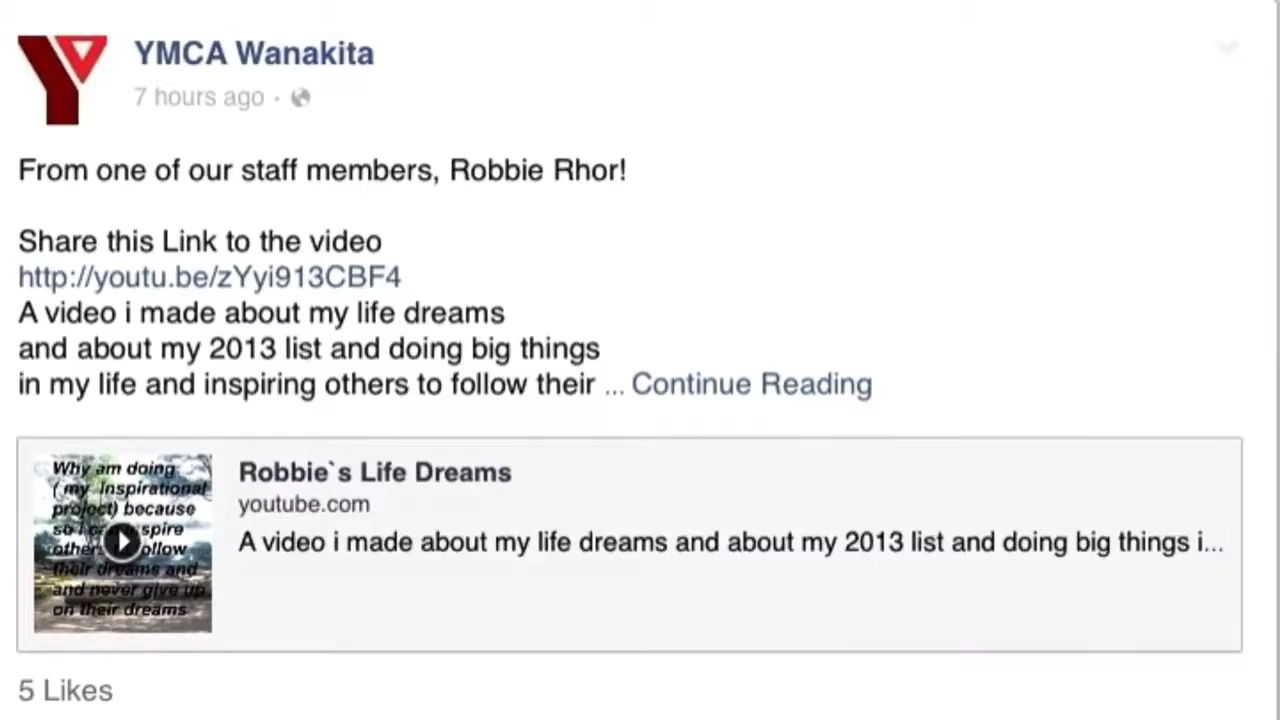 YMCA Wanakita
7 hours ago ·
From one of our staff members, Robbie Rhor!
Share this Link to the video
http://youtu.be/zYyi913CBF4
A video i made about my life dreams
and about my 2013 list and doing big things
in my life and inspiring others to follow their ... Continue Reading
Why am doing
(my inspirational
project) because
so I spire
other ollow
their dreams and
and never give up
on their dreams
Robbie`s Life Dreams
youtube.com
A video i made about my life dreams and about my 2013 list and doing big things i...
5 Likes